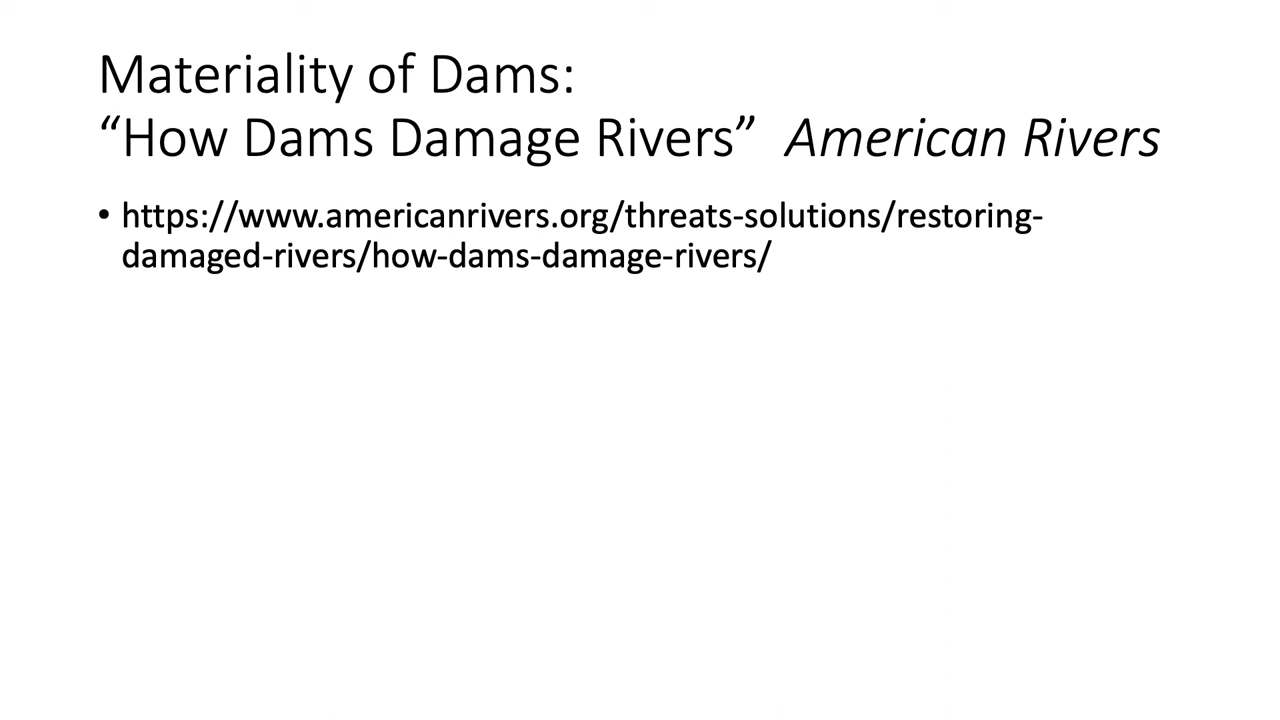 Materiality of Dams:
“How Dams Damage Rivers”  American Rivers
• https://www.americanrivers.org/threats-solutions/restoring-
damaged-rivers/how-dams-damage-rivers/